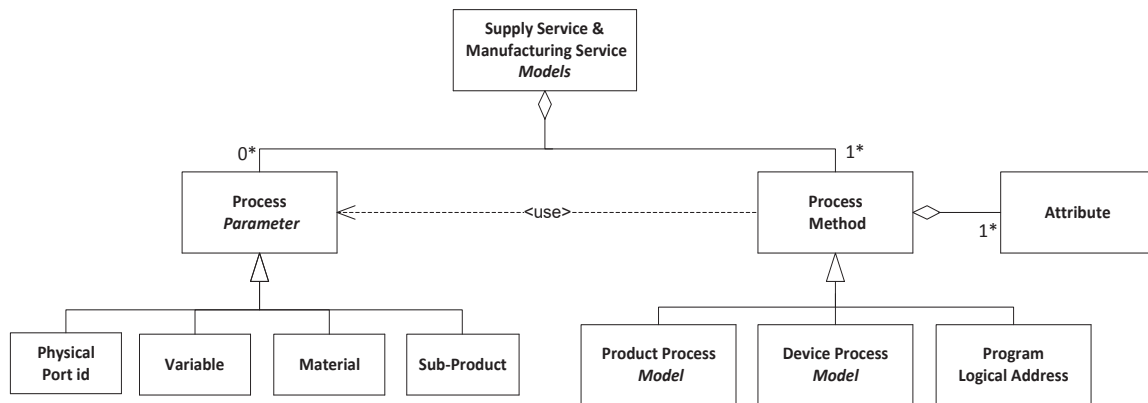 Supply Service &
Manufacturing Service
Models
0*
1*
Process
Parameter
<use>
Process
Method
1*
Attribute
Physical
Port id
Variable
Material
Sub-Product
Product Process
Model
Device Process
Model
Program
Logical Address